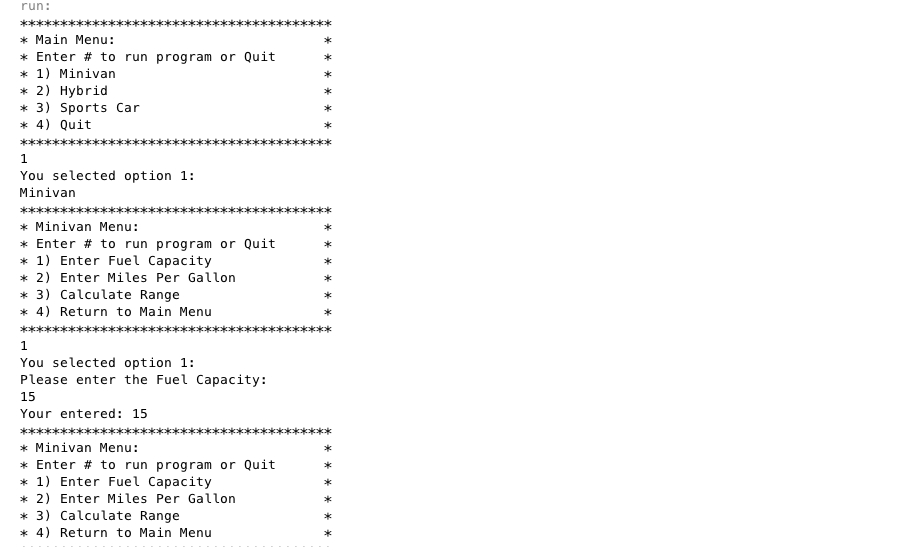 run:
***************************************
* Main Menu:                          *
* Enter # to run program or Quit      *
* 1) Minivan                          *
* 2) Hybrid                           *
* 3) Sports Car                       *
* 4) Quit                             *
***************************************
1
You selected option 1:
Minivan
***************************************
* Minivan Menu:                       *
* Enter # to run program or Quit      *
* 1) Enter Fuel Capacity              *
* 2) Enter Miles Per Gallon           *
* 3) Calculate Range                  *
* 4) Return to Main Menu              *
***************************************
1
You selected option 1:
Please enter the Fuel Capacity:
15
Your entered: 15
***************************************
* Minivan Menu:                       *
* Enter # to run program or Quit      *
* 1) Enter Fuel Capacity              *
* 2) Enter Miles Per Gallon           *
* 3) Calculate Range                  *
* 4) Return to Main Menu              *